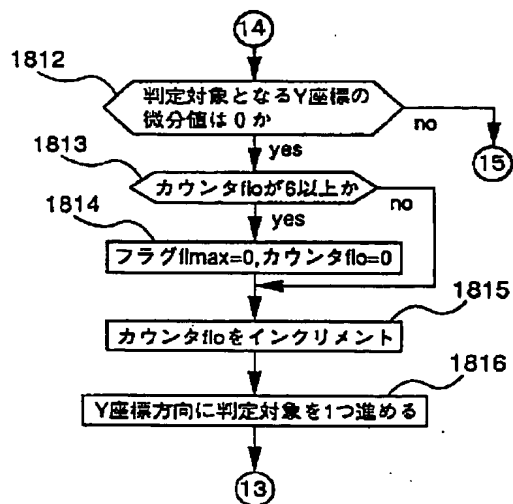 14
1812
判定対象となるY座標の
微分値は0か
no
15
yes
1813
カウンタfloが6以上か
no
yes
1814
フラグflmax=0,カウンタflo=0
1815
カウンタfloをインクリメント
1816
Y座標方向に判定対象を1つ進める
13